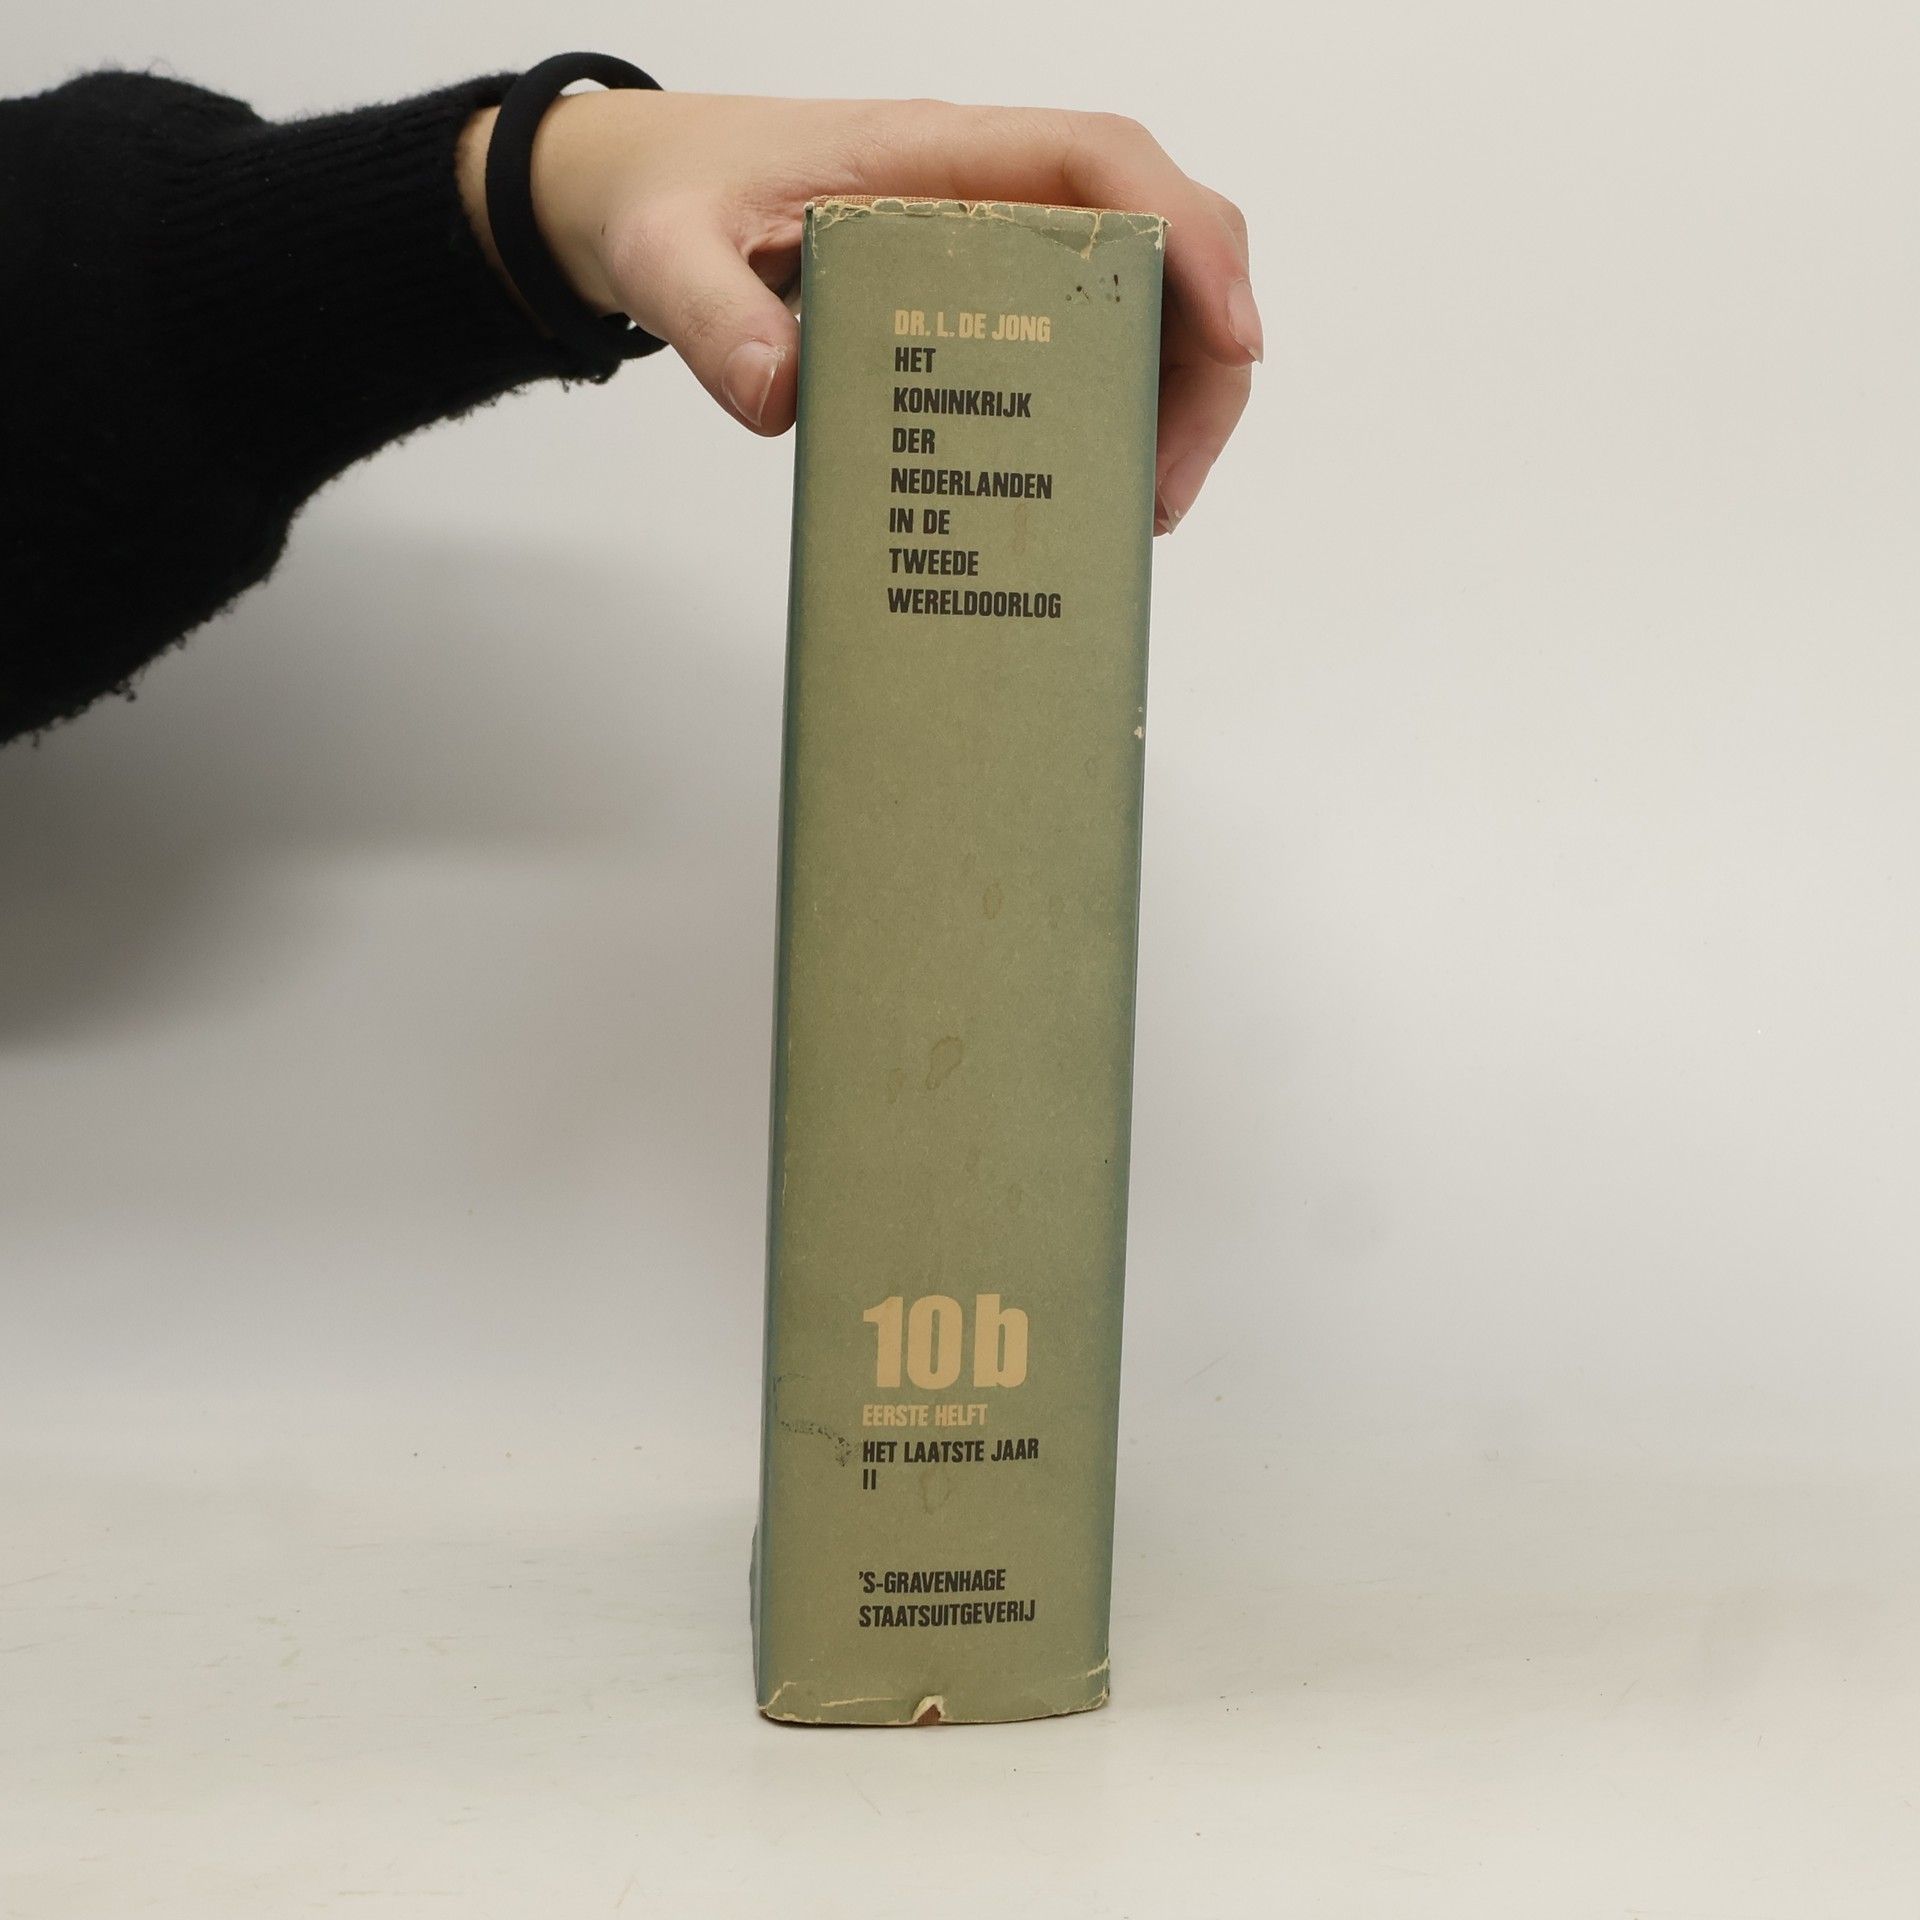 DR. L. DE JONG
HET
KONINKRIJK
DER
NEDERLANDEN
IN DE
TWEEDE
WERELDOORLOG
10b
EERSTE HELFT
HET LAATSTE JAAR
II
'S-GRAVENHAGE
STAATSUITGEVERIJ